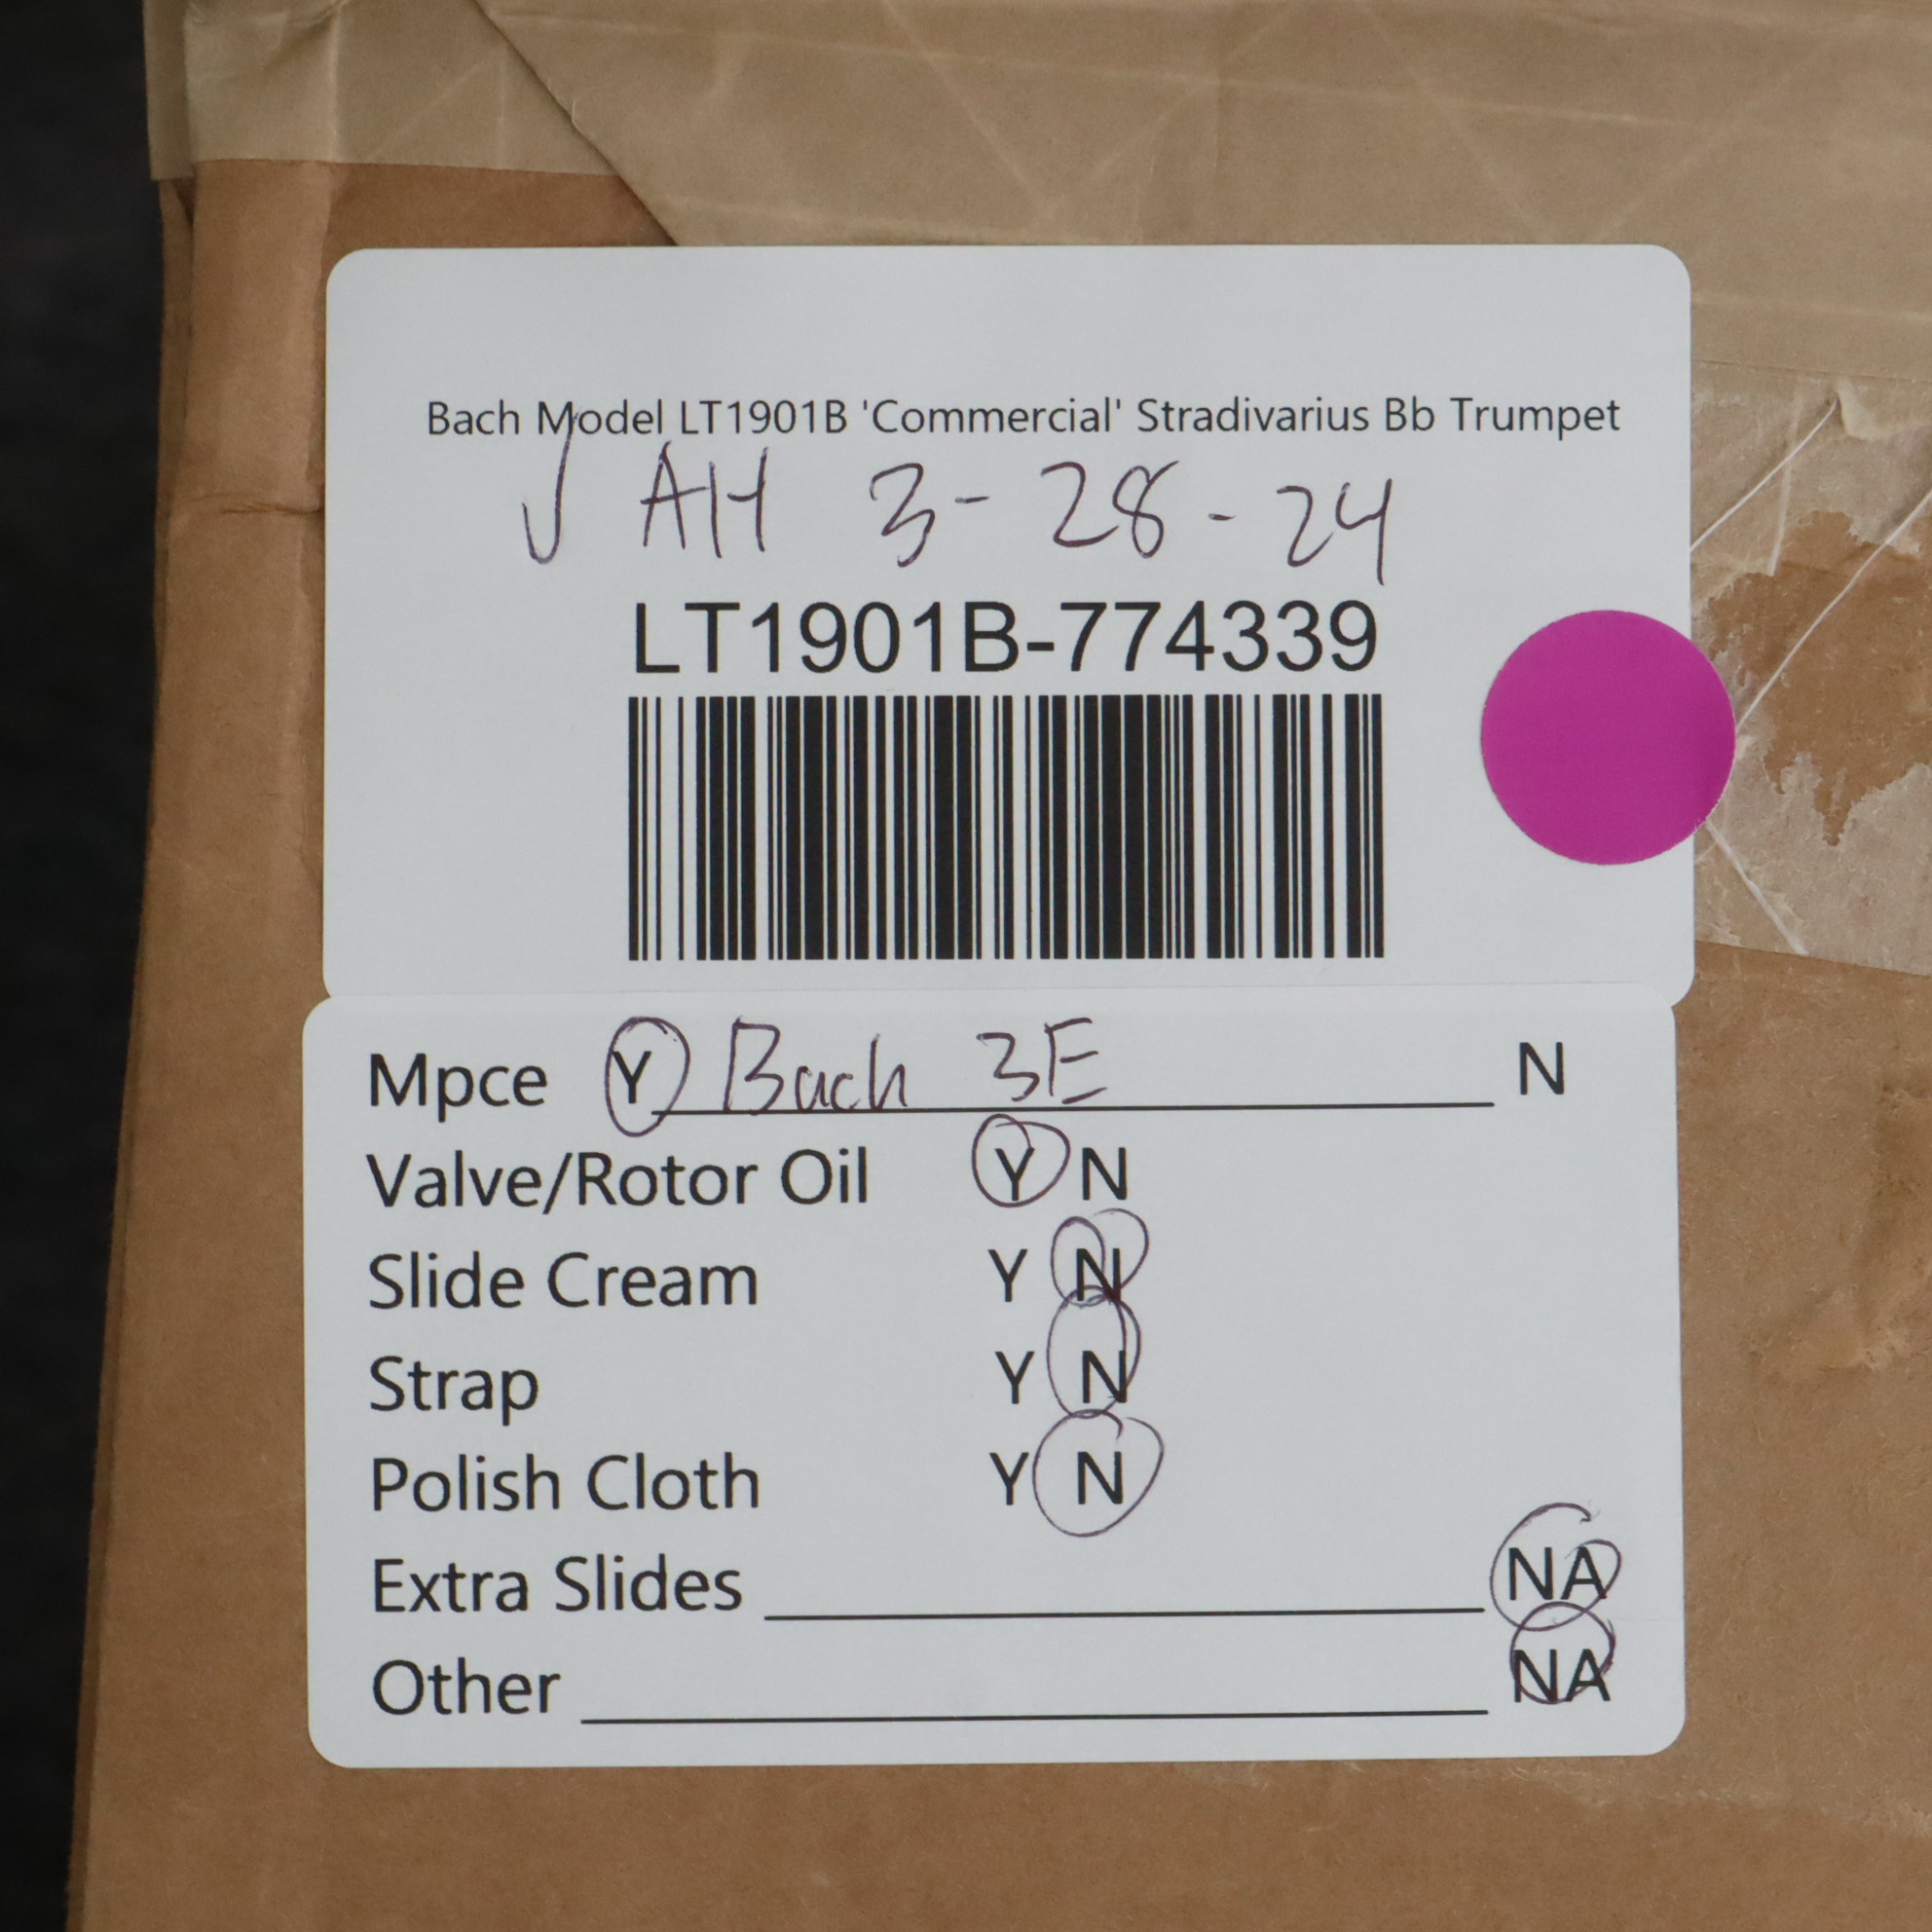 Bach Model LT1901B 'Commercial' Stradivarius Bb Trumpet
✓ AH 3-28-24
LT1901B-774339
Mpce Y Bach 3E N
Valve/Rotor Oil Y N
Slide Cream Y N
Strap Y N
Polish Cloth Y N
Extra Slides NA
Other NA